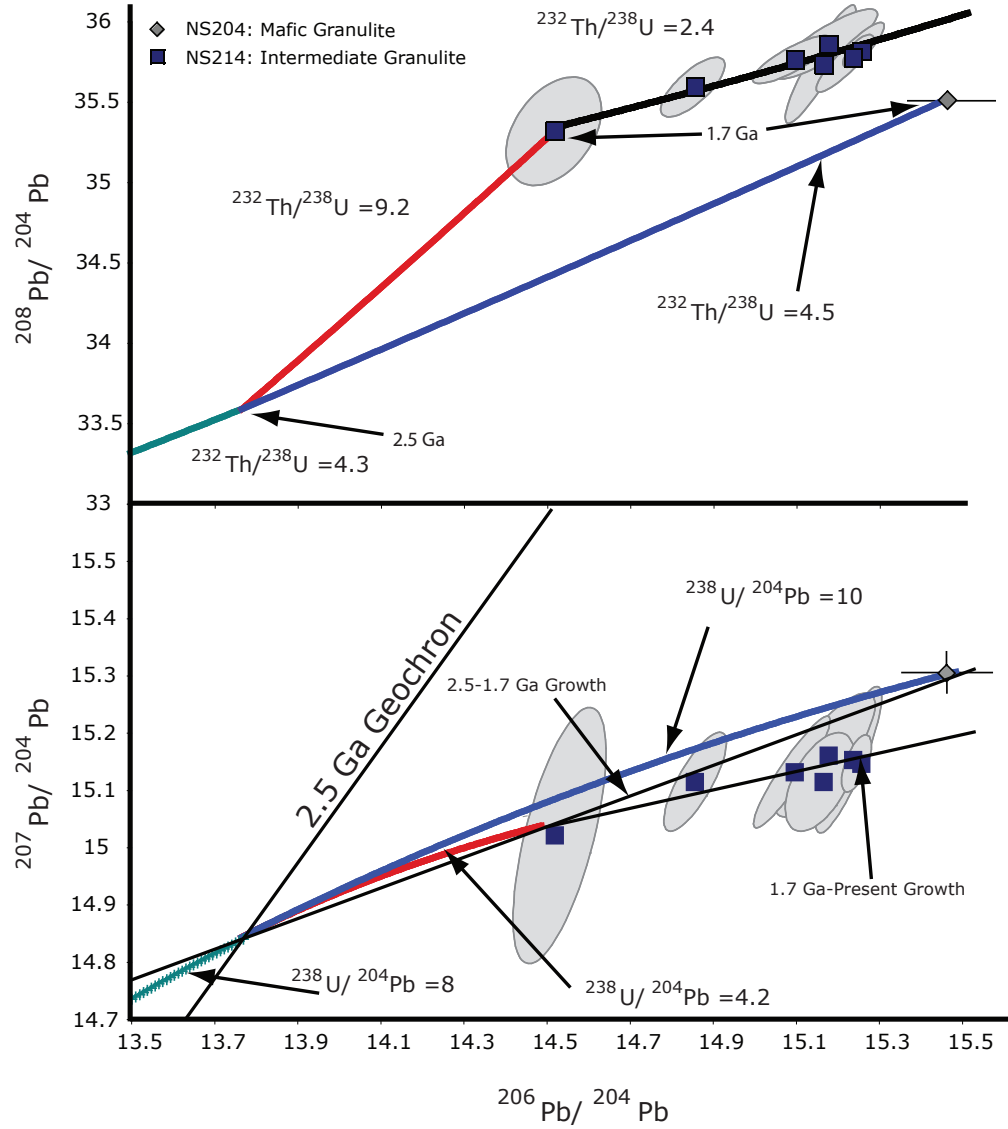 36
NS204: Mafic Granulite
NS214: Intermediate Granulite
²³²Th/²³⁸U =2.4
35.5
1.7 Ga
35
²³²Th/²³⁸U =9.2
34.5
²³²Th/²³⁸U=4.5
34
33.5
2.5 Ga
²³²Th/²³⁸U =4.3
33
²⁰⁸Pb/ ²⁰⁴Pb
15.5
15.4
15.3
15.2
15.1
15
14.9
14.8
14.7
²⁰⁷Pb/ ²⁰⁴Pb
2.5 Ga Geochron
²³⁸U/ ²⁰⁴Pb =10
2.5-1.7 Ga Growth
1.7 Ga-Present Growth
²³⁸U/ ²⁰⁴Pb =8
²³⁸U/ ²⁰⁴Pb =4.2
13.5 13.7 13.9 14.1 14.3 14.5 14.7 14.9 15.1 15.3 15.5
²⁰⁶Pb/ ²⁰⁴Pb